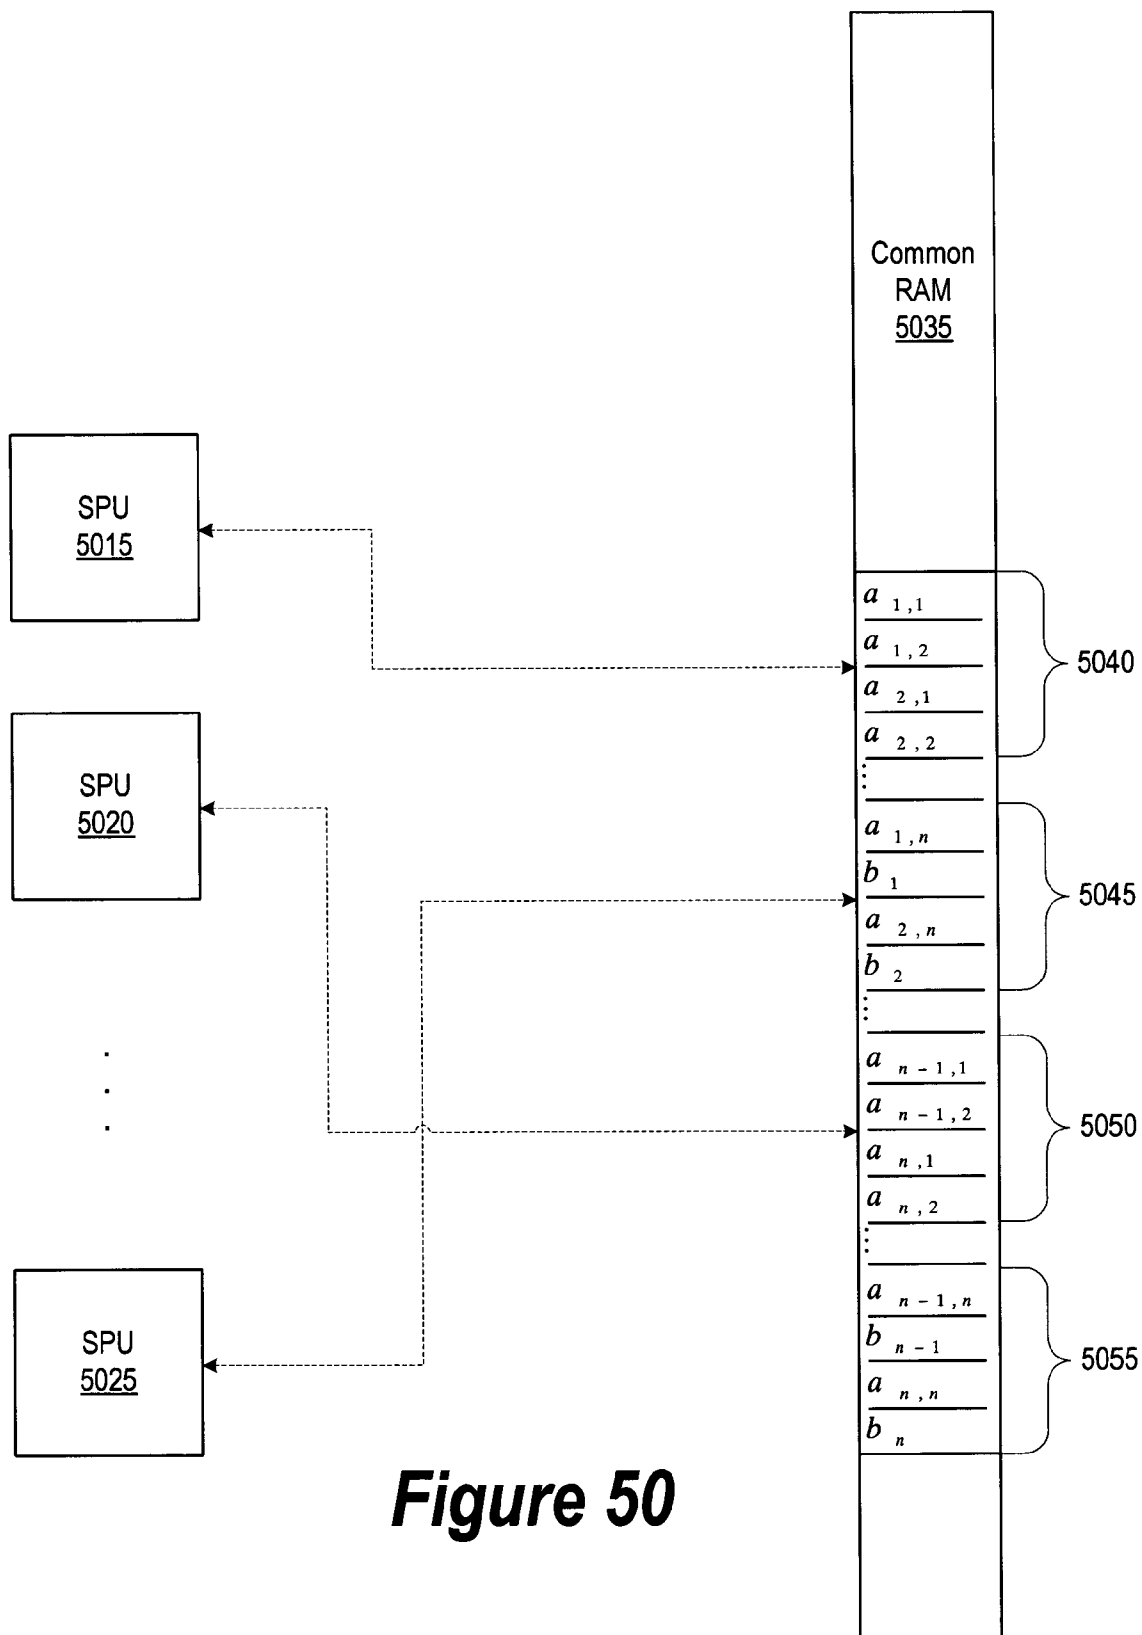 Common
RAM
5035
SPU
5015
SPU
5020
SPU
5025
a 1,1
a 1,2
a 2,1
a 2,2
⋮
a 1,n
b 1
a 2,n
b 2
⋮
a n-1,1
a n-1,2
a n,1
a n,2
⋮
a n-1,n
b n-1
a n,n
b n
5040
5045
5050
5055
Figure 50